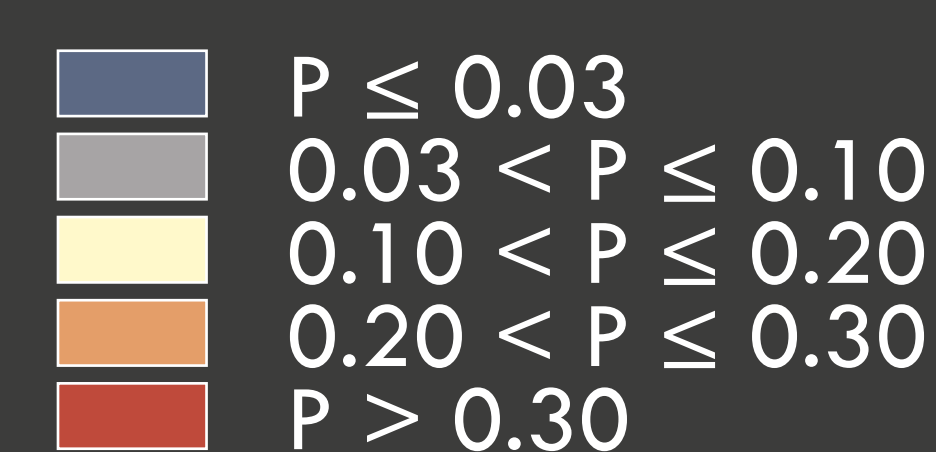 P ≤ 0.03
0.03 < P ≤ 0.10
0.10 < P ≤ 0.20
0.20 < P ≤ 0.30
P > 0.30